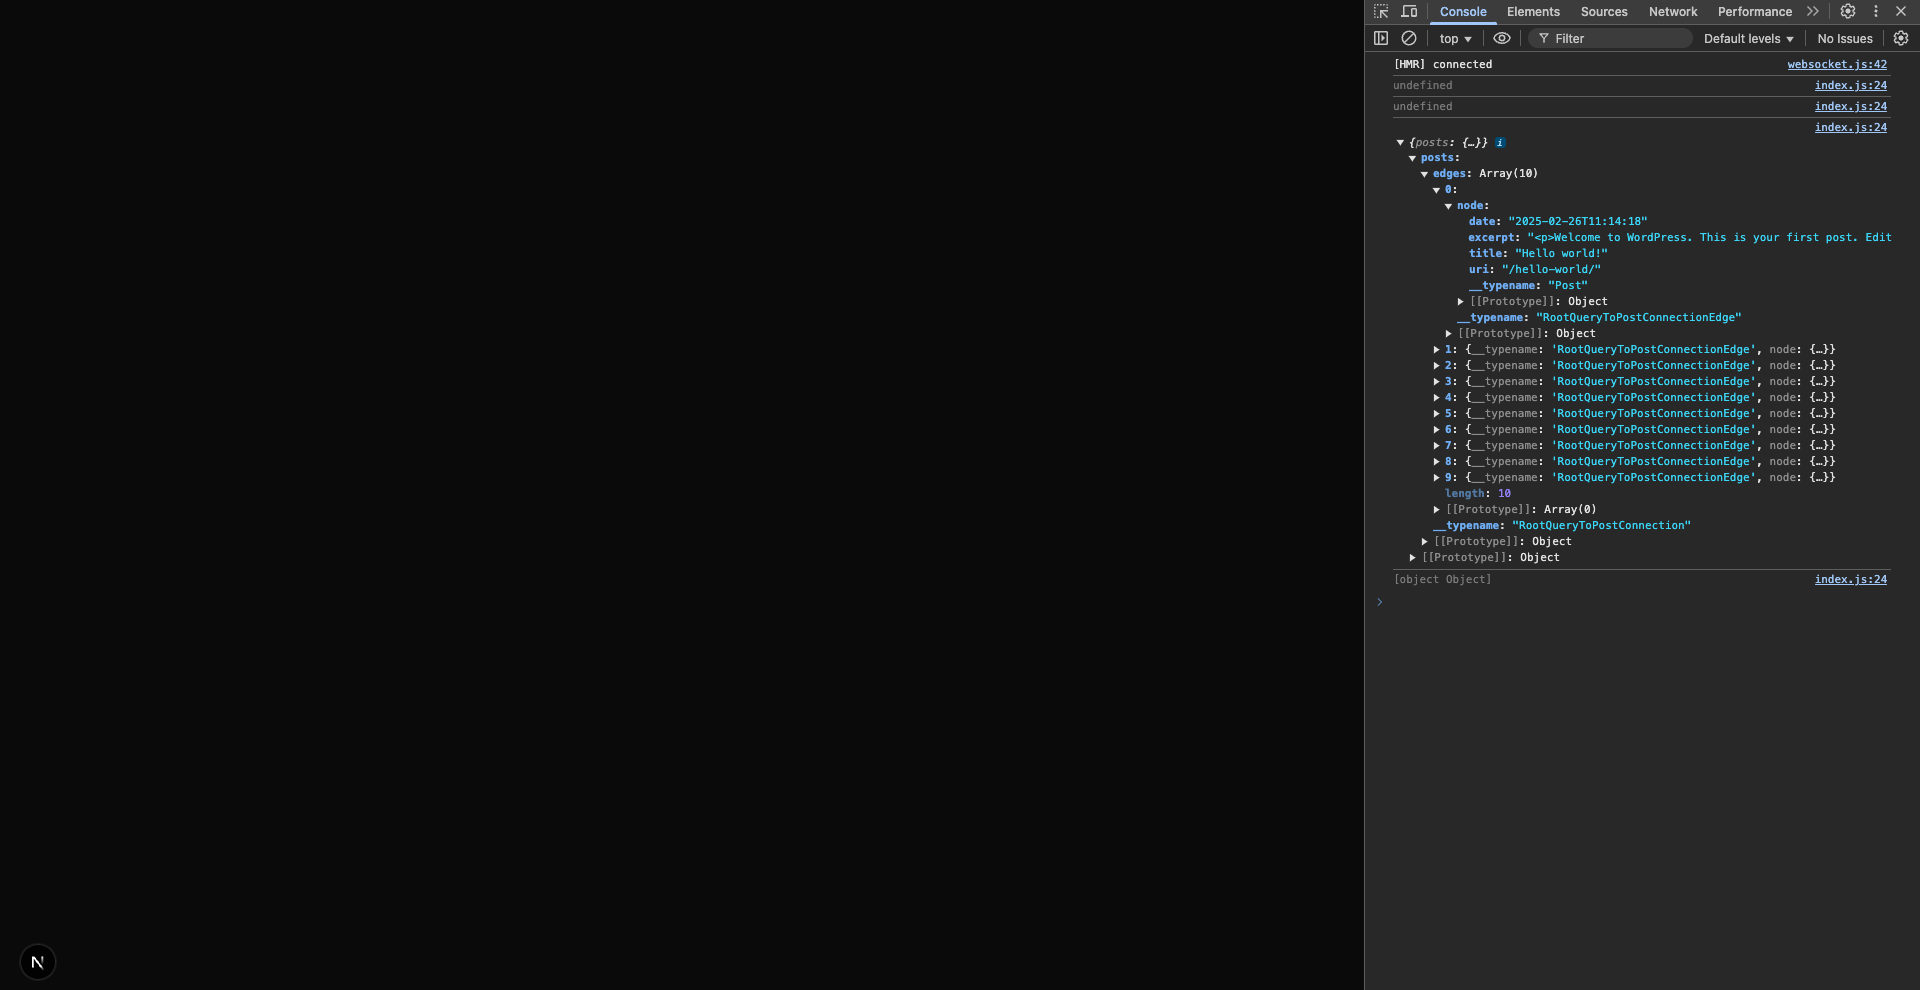 Console Elements Sources Network Performance
top Filter Default levels No Issues
[HMR] connected websocket.js:42
undefined index.js:24
undefined index.js:24
index.js:24
{posts: {…}} i
posts:
edges: Array(10)
0:
node:
date: "2025-02-26T11:14:18"
excerpt: "<p>Welcome to WordPress. This is your first post. Edit
title: "Hello world!"
uri: "/hello-world/"
__typename: "Post"
[[Prototype]]: Object
__typename: "RootQueryToPostConnectionEdge"
[[Prototype]]: Object
1: {__typename: 'RootQueryToPostConnectionEdge', node: {…}}
2: {__typename: 'RootQueryToPostConnectionEdge', node: {…}}
3: {__typename: 'RootQueryToPostConnectionEdge', node: {…}}
4: {__typename: 'RootQueryToPostConnectionEdge', node: {…}}
5: {__typename: 'RootQueryToPostConnectionEdge', node: {…}}
6: {__typename: 'RootQueryToPostConnectionEdge', node: {…}}
7: {__typename: 'RootQueryToPostConnectionEdge', node: {…}}
8: {__typename: 'RootQueryToPostConnectionEdge', node: {…}}
9: {__typename: 'RootQueryToPostConnectionEdge', node: {…}}
length: 10
[[Prototype]]: Array(0)
__typename: "RootQueryToPostConnection"
[[Prototype]]: Object
[[Prototype]]: Object
[object Object] index.js:24
N